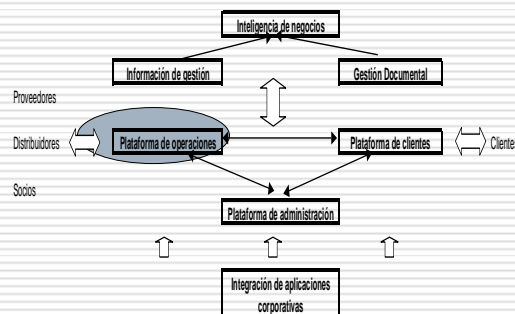 Inteligencia de negocios
Información de gestión
Gestión Documental
Proveedores
Distribuidores
Plataforma de operaciones
Plataforma de clientes
Clientes
Socios
Plataforma de administración
Integración de aplicaciones
corporativas